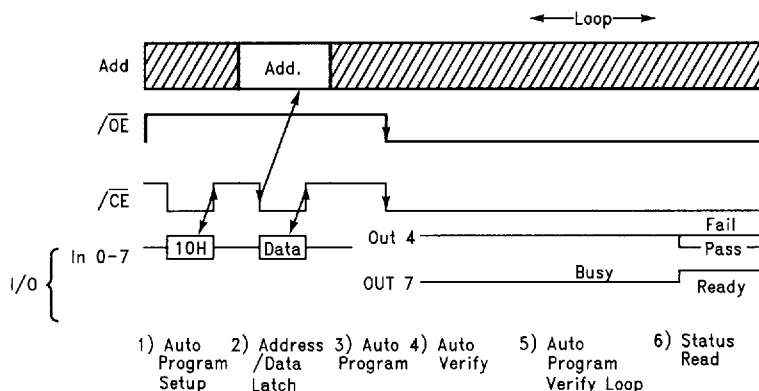 Loop
Add
Add.
/OE
/CE
In 0-7
10H
Data
Out 4
Fail
Pass
I/O
OUT 7
Busy
Ready
1) Auto Program Setup
2) Address /Data Latch
3) Auto Program
4) Auto Verify
5) Auto Program Verify Loop
6) Status Read